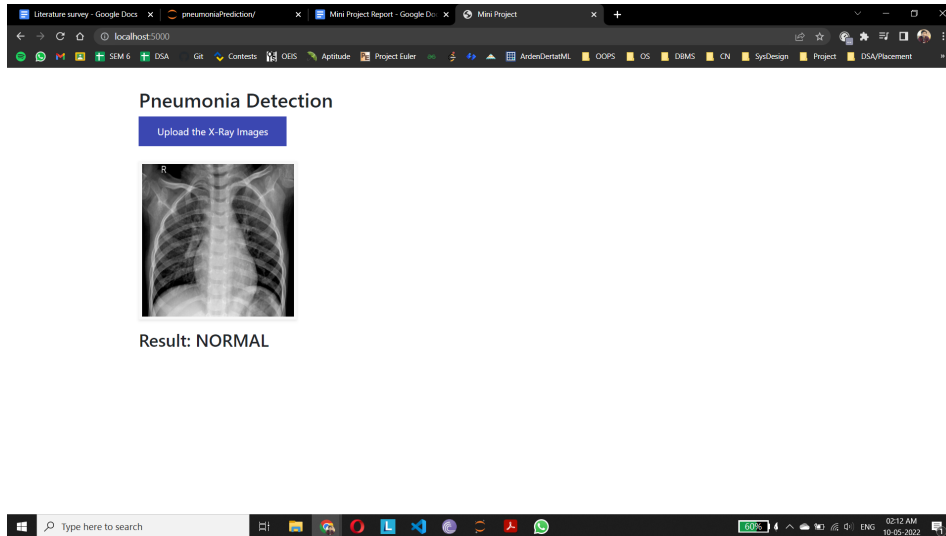 Literature survey - Google Docs
pneumoniaPrediction/
Mini Project Report - Google Do
Mini Project
localhost:5000
SEM 6
DSA
Git
Contests
OEIS
Aptitude
Project Euler
ArdenDertatML
OOPS
OS
DBMS
CN
SysDesign
Project
DSA/Placement
Pneumonia Detection
Upload the X-Ray Images
R
Result: NORMAL
Type here to search
60%
ENG
02:12 AM
10-05-2022